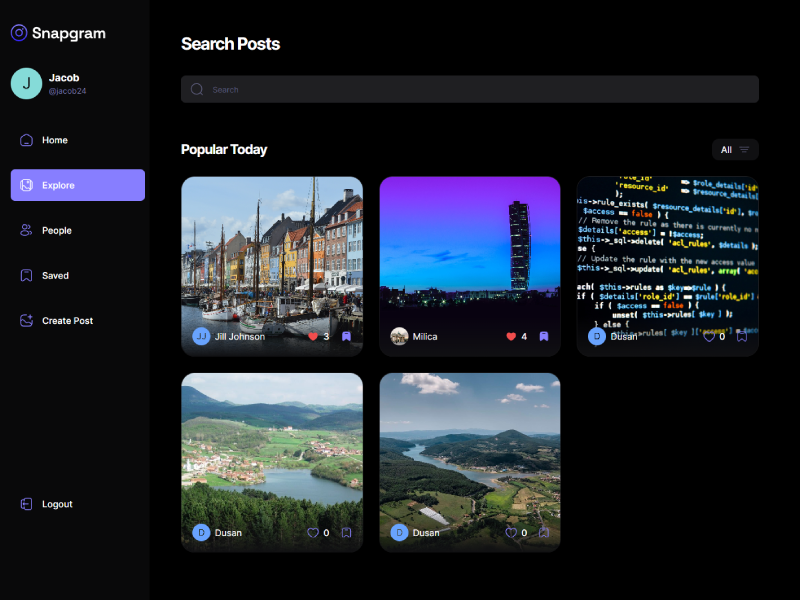 Snapgram
J
Jacob
@jacob24
Home
Explore
People
Saved
Create Post
Logout
Search Posts
Search
Popular Today
All
JJ
Jill Johnson
3
Milica
4
'resource_id'
$role_details['id'
$resource_details
->rule_exists( $resource_details['id'],
$access == false ) {
// Remove the rule as there is currently no
$details['access'] = !$access;
$this->_sql->delete( 'acl_rules', $details );
se {
// Update the rule with the new access value
$this->_sql->update( 'acl_rules', array(
ach( $this->rules as $key=>$rule ) {
if ( $details['role_id'] == $rule['role_id']
if ( $access == false ) {
unset( $this->rules[ $key ] );
} else {
$this->rules[ $key ]['access'] =
D
Dusan
0
D
Dusan
0
D
Dusan
0